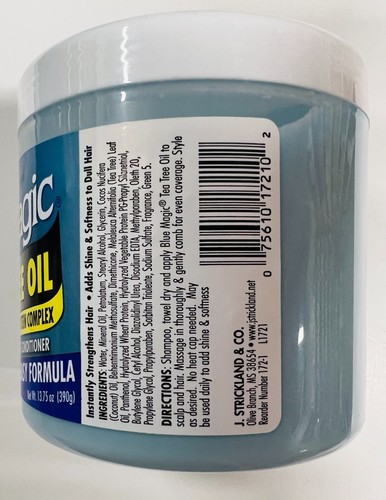 agic®
E OIL
TIN COMPLEX
ONDITIONER
SY FORMULA
Net Wt. 13.75 oz (390g)
Instantly Strengthens Hair • Adds Shine & Softness to Dull Hair
INGREDIENTS: Water, Mineral Oil, Petrolatum, Stearyl Alcohol, Glycerin, Cocos Nucifera
(Coconut) Oil, Behentrimonium Methosulfate, Dimethicone, Melaleuca Alternifolia (Tea Tree) Leaf
Oil, Panthenol, Hydrolyzed Wheat Protein, Hydrolyzed Vegetable Protein PG-Propyl Silanetriol,
Butylene Glycol, Cetyl Alcohol, Diazolidinyl Urea, Disodium EDTA, Methylparaben, Oleth 20,
Propylene Glycol, Propylparaben, Sorbitan Trioleate, Sodium Sulfate, Fragrance, Green 5.
DIRECTIONS: Shampoo, towel dry and apply Blue Magic® Tea Tree Oil to
scalp and hair. Massage in thoroughly & gently comb for even coverage. Style
as desired. No heat cap needed. May
be used daily to add shine & softness
J. STRICKLAND & CO.
Olive Branch, MS 38654 • www.jstrickland.net
Reorder Number 172-1 L1721
0 75610 17210 2